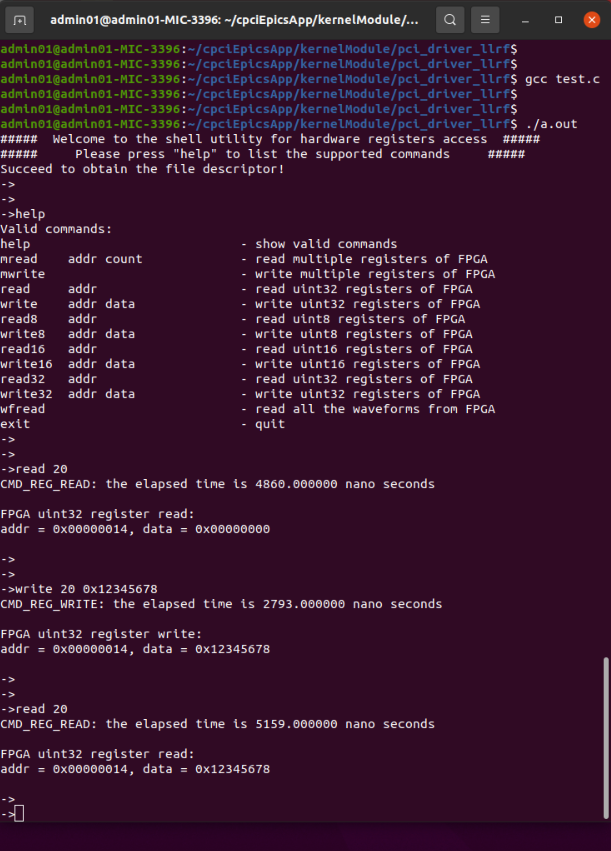 admin01@admin01-MIC-3396: ~/cpciEpicsApp/kernelModule/...
admin01@admin01-MIC-3396:~/cpciEpicsApp/kernelModule/pci_driver_llrf$
admin01@admin01-MIC-3396:~/cpciEpicsApp/kernelModule/pci_driver_llrf$
admin01@admin01-MIC-3396:~/cpciEpicsApp/kernelModule/pci_driver_llrf$ gcc test.c
admin01@admin01-MIC-3396:~/cpciEpicsApp/kernelModule/pci_driver_llrf$
admin01@admin01-MIC-3396:~/cpciEpicsApp/kernelModule/pci_driver_llrf$
admin01@admin01-MIC-3396:~/cpciEpicsApp/kernelModule/pci_driver_llrf$ ./a.out
#####  Welcome to the shell utility for hardware registers access  #####
#####     Please press "help" to list the supported commands     #####
Succeed to obtain the file descriptor!
->
->
->help
Valid commands:
help                            - show valid commands
mread    addr count             - read multiple registers of FPGA
mwrite                          - write multiple registers of FPGA
read     addr                   - read uint32 registers of FPGA
write    addr data              - write uint32 registers of FPGA
read8    addr                   - read uint8 registers of FPGA
write8   addr data              - write uint8 registers of FPGA
read16   addr                   - read uint16 registers of FPGA
write16  addr data              - write uint16 registers of FPGA
read32   addr                   - read uint32 registers of FPGA
write32  addr data              - write uint32 registers of FPGA
wfread                          - read all the waveforms from FPGA
exit                            - quit
->
->
->read 20
CMD_REG_READ: the elapsed time is 4860.000000 nano seconds

FPGA uint32 register read:
addr = 0x00000014, data = 0x00000000

->
->
->write 20 0x12345678
CMD_REG_WRITE: the elapsed time is 2793.000000 nano seconds

FPGA uint32 register write:
addr = 0x00000014, data = 0x12345678

->
->
->read 20
CMD_REG_READ: the elapsed time is 5159.000000 nano seconds

FPGA uint32 register read:
addr = 0x00000014, data = 0x12345678

->
->